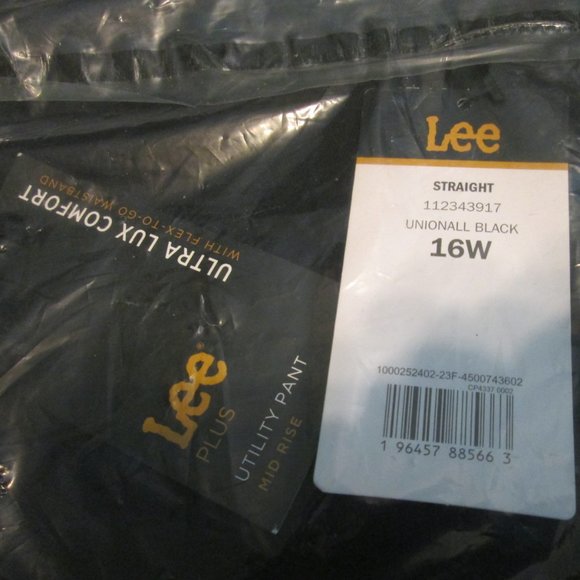 Lee
STRAIGHT
112343917
UNIONALL BLACK
16W
1000252402-23F-4500743602
CP4337 0002
1 96457 88566 3
ULTRA LUX COMFORT
WITH FLEX-TO-GO WAISTBAND
Lee®
PLUS
UTILITY PANT
MID RISE